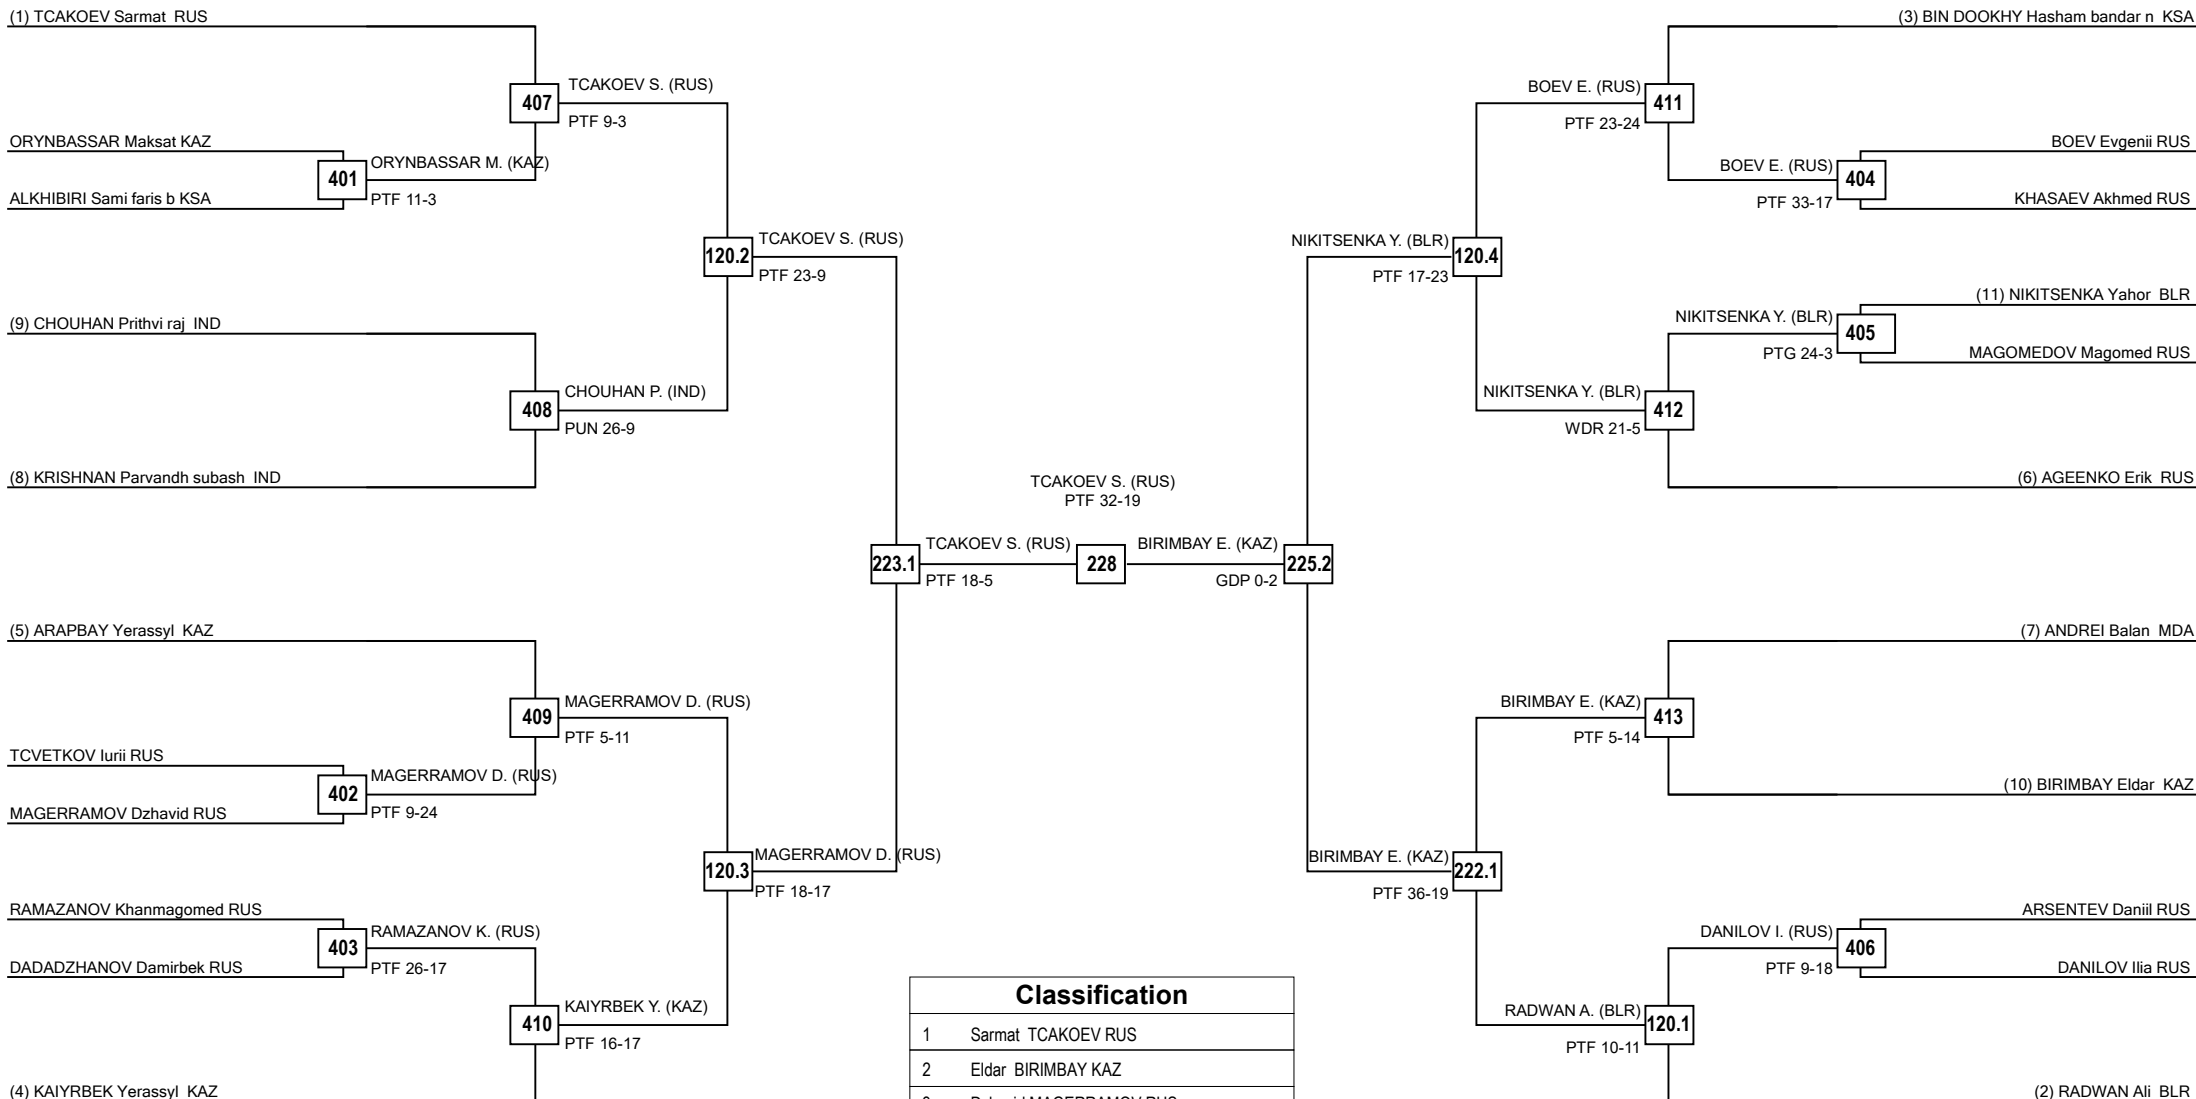 (1) TCAKOEV Sarmat RUS
ORYNBASSAR Maksat KAZ
ALKHIBIRI Sami faris b KSA
(9) CHOUHAN Prithvi raj IND
(8) KRISHNAN Parvandh subash IND
(5) ARAPBAY Yerassyl KAZ
TCVETKOV Iurii RUS
MAGERRAMOV Dzhavid RUS
RAMAZANOV Khanmagomed RUS
DADADZHANOV Damirbek RUS
(4) KAIYRBEK Yerassyl KAZ
401
ORYNBASSAR M. (KAZ)
PTF 11-3
402
MAGERRAMOV D. (RUS)
PTF 9-24
403
RAMAZANOV K. (RUS)
PTF 26-17
407
TCAKOEV S. (RUS)
PTF 9-3
408
CHOUHAN P. (IND)
PUN 26-9
409
MAGERRAMOV D. (RUS)
PTF 5-11
410
KAIYRBEK Y. (KAZ)
PTF 16-17
120.2
TCAKOEV S. (RUS)
PTF 23-9
120.3
MAGERRAMOV D. (RUS)
PTF 18-17
223.1
TCAKOEV S. (RUS)
PTF 18-5
TCAKOEV S. (RUS)
PTF 32-19
228
BIRIMBAY E. (KAZ)
GDP 0-2
225.2
NIKITSENKA Y. (BLR)
PTF 17-23
120.4
BIRIMBAY E. (KAZ)
PTF 36-19
222.1
BOEV E. (RUS)
PTF 23-24
411
NIKITSENKA Y. (BLR)
WDR 21-5
412
BIRIMBAY E. (KAZ)
PTF 5-14
413
RADWAN A. (BLR)
PTF 10-11
120.1
BOEV E. (RUS)
PTF 33-17
404
NIKITSENKA Y. (BLR)
PTG 24-3
405
DANILOV I. (RUS)
PTF 9-18
406
(3) BIN DOOKHY Hasham bandar n KSA
BOEV Evgenii RUS
KHASAEV Akhmed RUS
(11) NIKITSENKA Yahor BLR
MAGOMEDOV Magomed RUS
(6) AGEENKO Erik RUS
(7) ANDREI Balan MDA
(10) BIRIMBAY Eldar KAZ
ARSENTEV Daniil RUS
DANILOV Ilia RUS
(2) RADWAN Ali BLR
Classification
1 Sarmat TCAKOEV RUS
2 Eldar BIRIMBAY KAZ